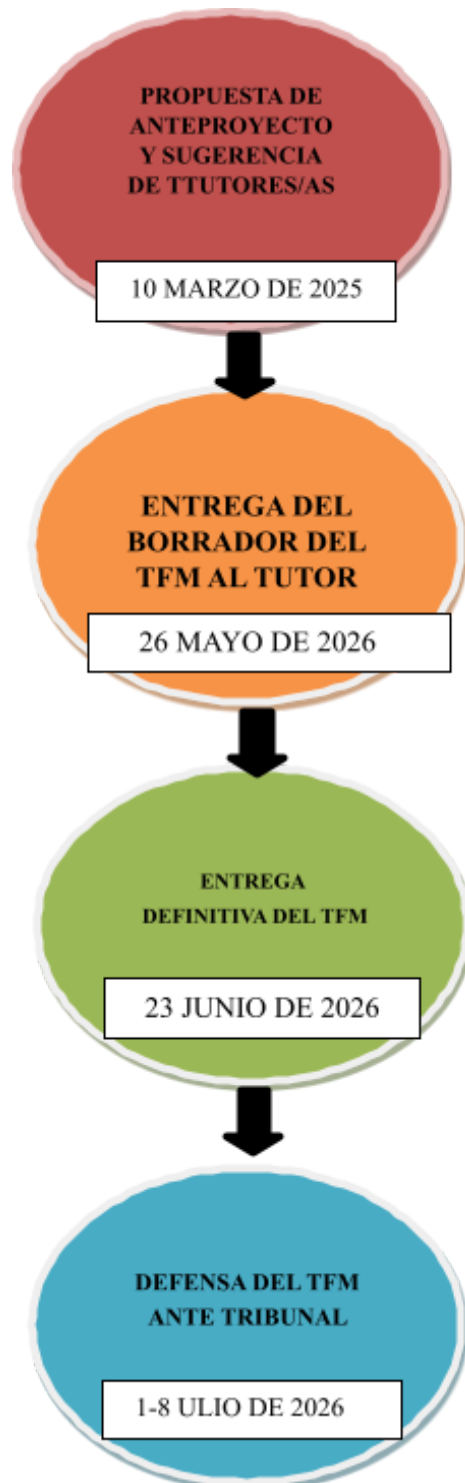 PROPUESTA DE
ANTEPROYECTO
Y SUGERENCIA
DE TTUTORES/AS
10 MARZO DE 2025
ENTREGA DEL
BORRADOR DEL
TFM AL TUTOR
26 MAYO DE 2026
ENTREGA
DEFINITIVA DEL TFM
23 JUNIO DE 2026
DEFENSA DEL TFM
ANTE TRIBUNAL
1-8 ULIO DE 2026